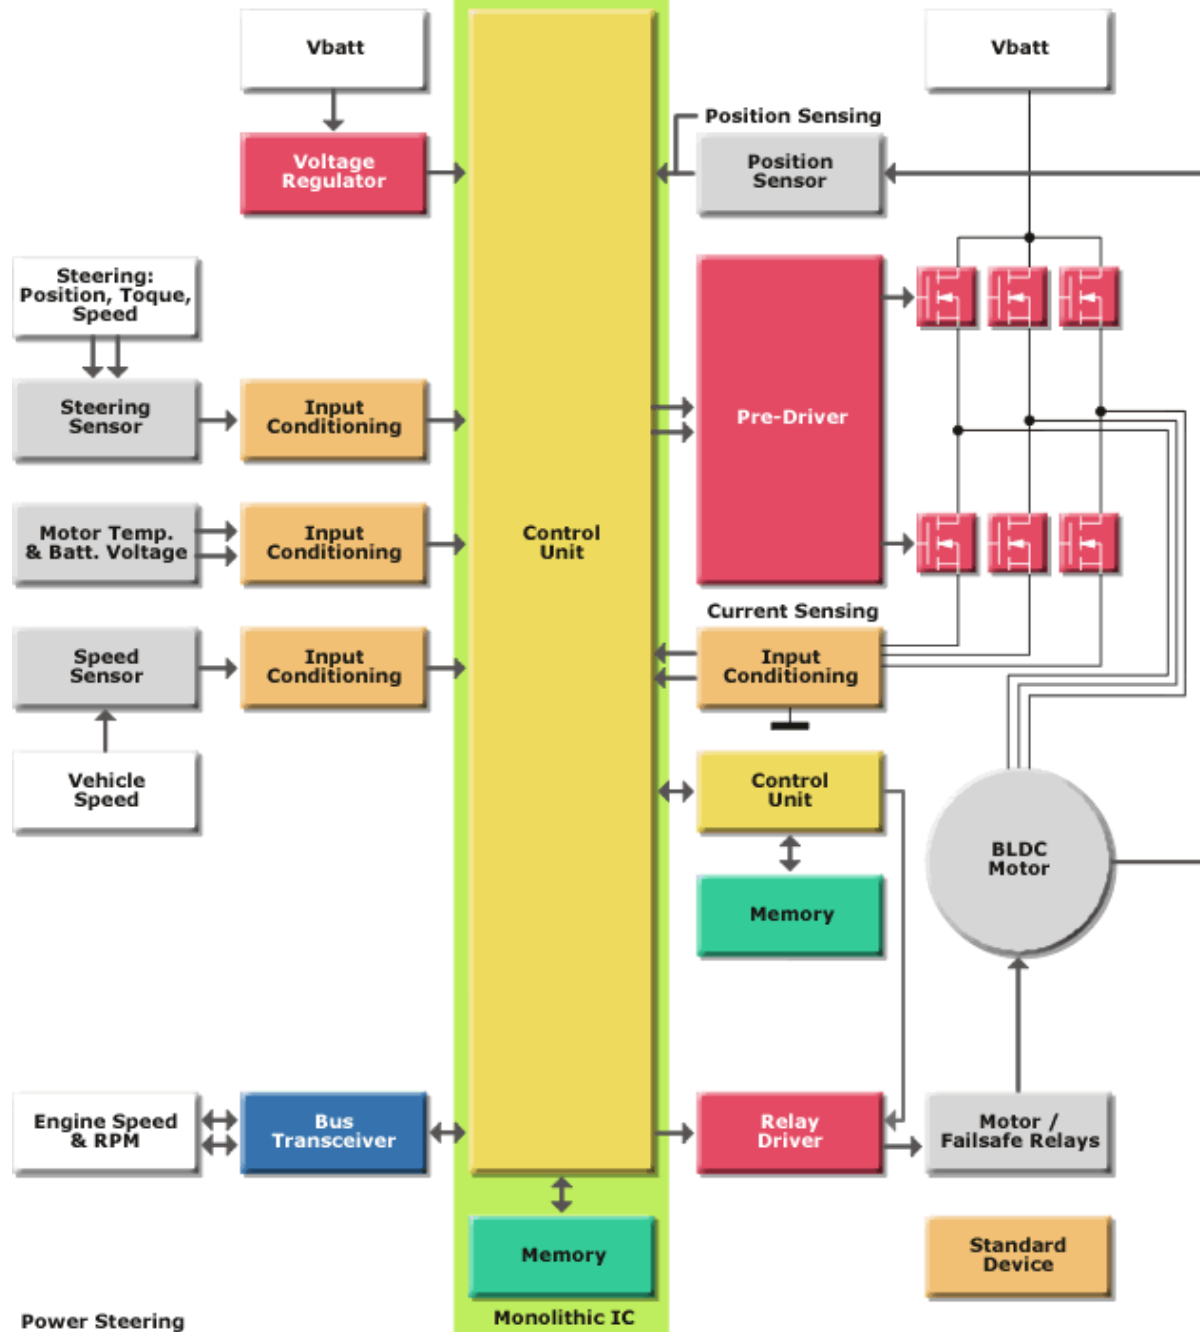 Vbatt
Vbatt
Position Sensing
Voltage
Regulator
Position
Sensor
Steering:
Position, Toque,
Speed
Steering
Sensor
Input
Conditioning
Pre-Driver
Motor Temp.
& Batt. Voltage
Input
Conditioning
Control
Unit
Current Sensing
Speed
Sensor
Input
Conditioning
Input
Conditioning
Vehicle
Speed
Control
Unit
BLDC
Motor
Memory
Engine Speed
& RPM
Bus
Transceiver
Relay
Driver
Motor /
Failsafe Relays
Memory
Standard
Device
Power Steering
Monolithic IC